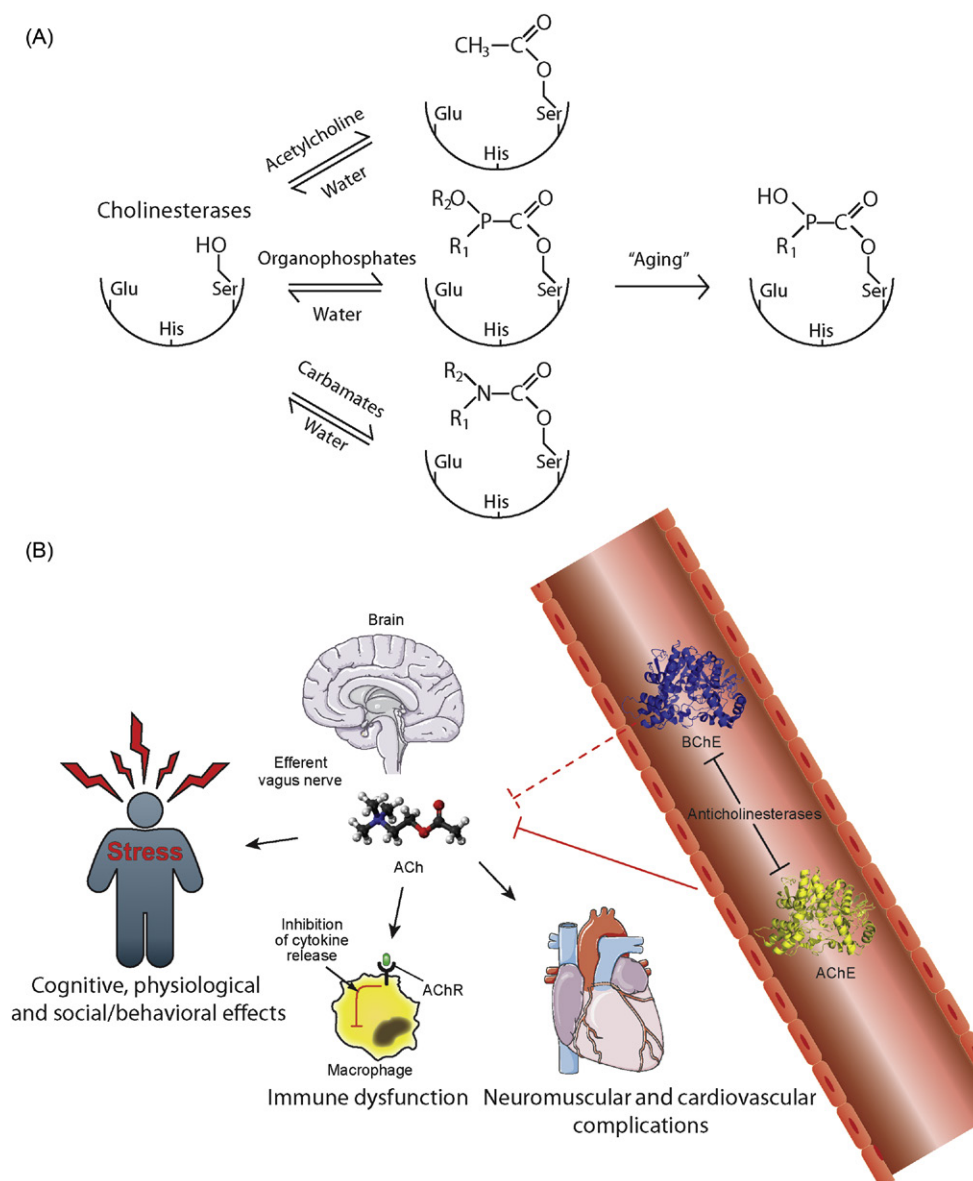 (A)
CH3 C O
O
Glu Ser
His
Acetylcholine
Water
Cholinesterases
HO
Glu Ser
His
Organophosphates
Water
R2O P C O
R1 O
Glu Ser
His
"Aging"
HO P C O
R1 O
Glu Ser
His
Carbamates
Water
R2 N C O
R1 O
Glu Ser
His
(B)
Brain
Efferent
vagus nerve
Stress
ACh
Cognitive, physiological
and social/behavioral effects
Inhibition
of cytokine
release
AChR
Macrophage
Immune dysfunction
Neuromuscular and cardiovascular
complications
BChE
Anticholinesterases
AChE